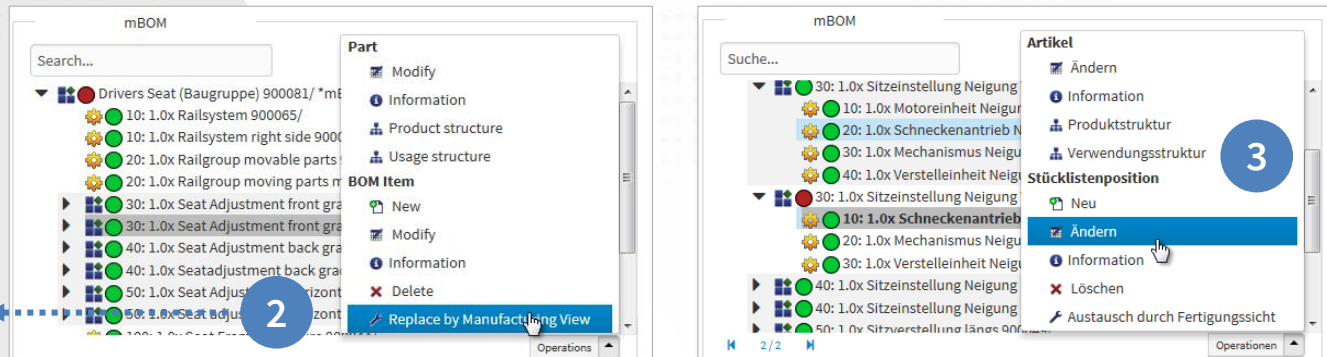 mBOM
Search...
Drivers Seat (Baugruppe) 900081/ *mB
10: 1.0x Railsystem 900065/
10: 1.0x Railsystem right side 9000
20: 1.0x Railgroup movable parts
20: 1.0x Railgroup moving parts m
30: 1.0x Seat Adjustment front gra
30: 1.0x Seat Adjustment front gra
40: 1.0x Seat Adjustment back gra
40: 1.0x Seatadjustment back grad
50: 1.0x Seat Adjus
50: 1.0x Seat Adjust
Part
Modify
Information
Product structure
Usage structure
BOM Item
New
Modify
Information
Delete
Replace by Manufacturing View
Operations
2
mBOM
Suche...
30: 1.0x Sitzeinstellung Neigung
10: 1.0x Motoreinheit Neigun
20: 1.0x Schneckenantrieb N
30: 1.0x Mechanismus Neigu
40: 1.0x Verstelleinheit Neigu
30: 1.0x Sitzeinstellung Neigung
10: 1.0x Schneckenantrieb
20: 1.0x Mechanismus Neigu
30: 1.0x Verstelleinheit Neigu
40: 1.0x Sitzeinstellung Neigung
40: 1.0x Sitzeinstellung Neigung
50: 1.0x Sitzverstellung längs
2/2
Artikel
Ändern
Information
Produktstruktur
Verwendungsstruktur
Stücklistenposition
Neu
Ändern
Information
Löschen
Austausch durch Fertigungssicht
Operationen
3